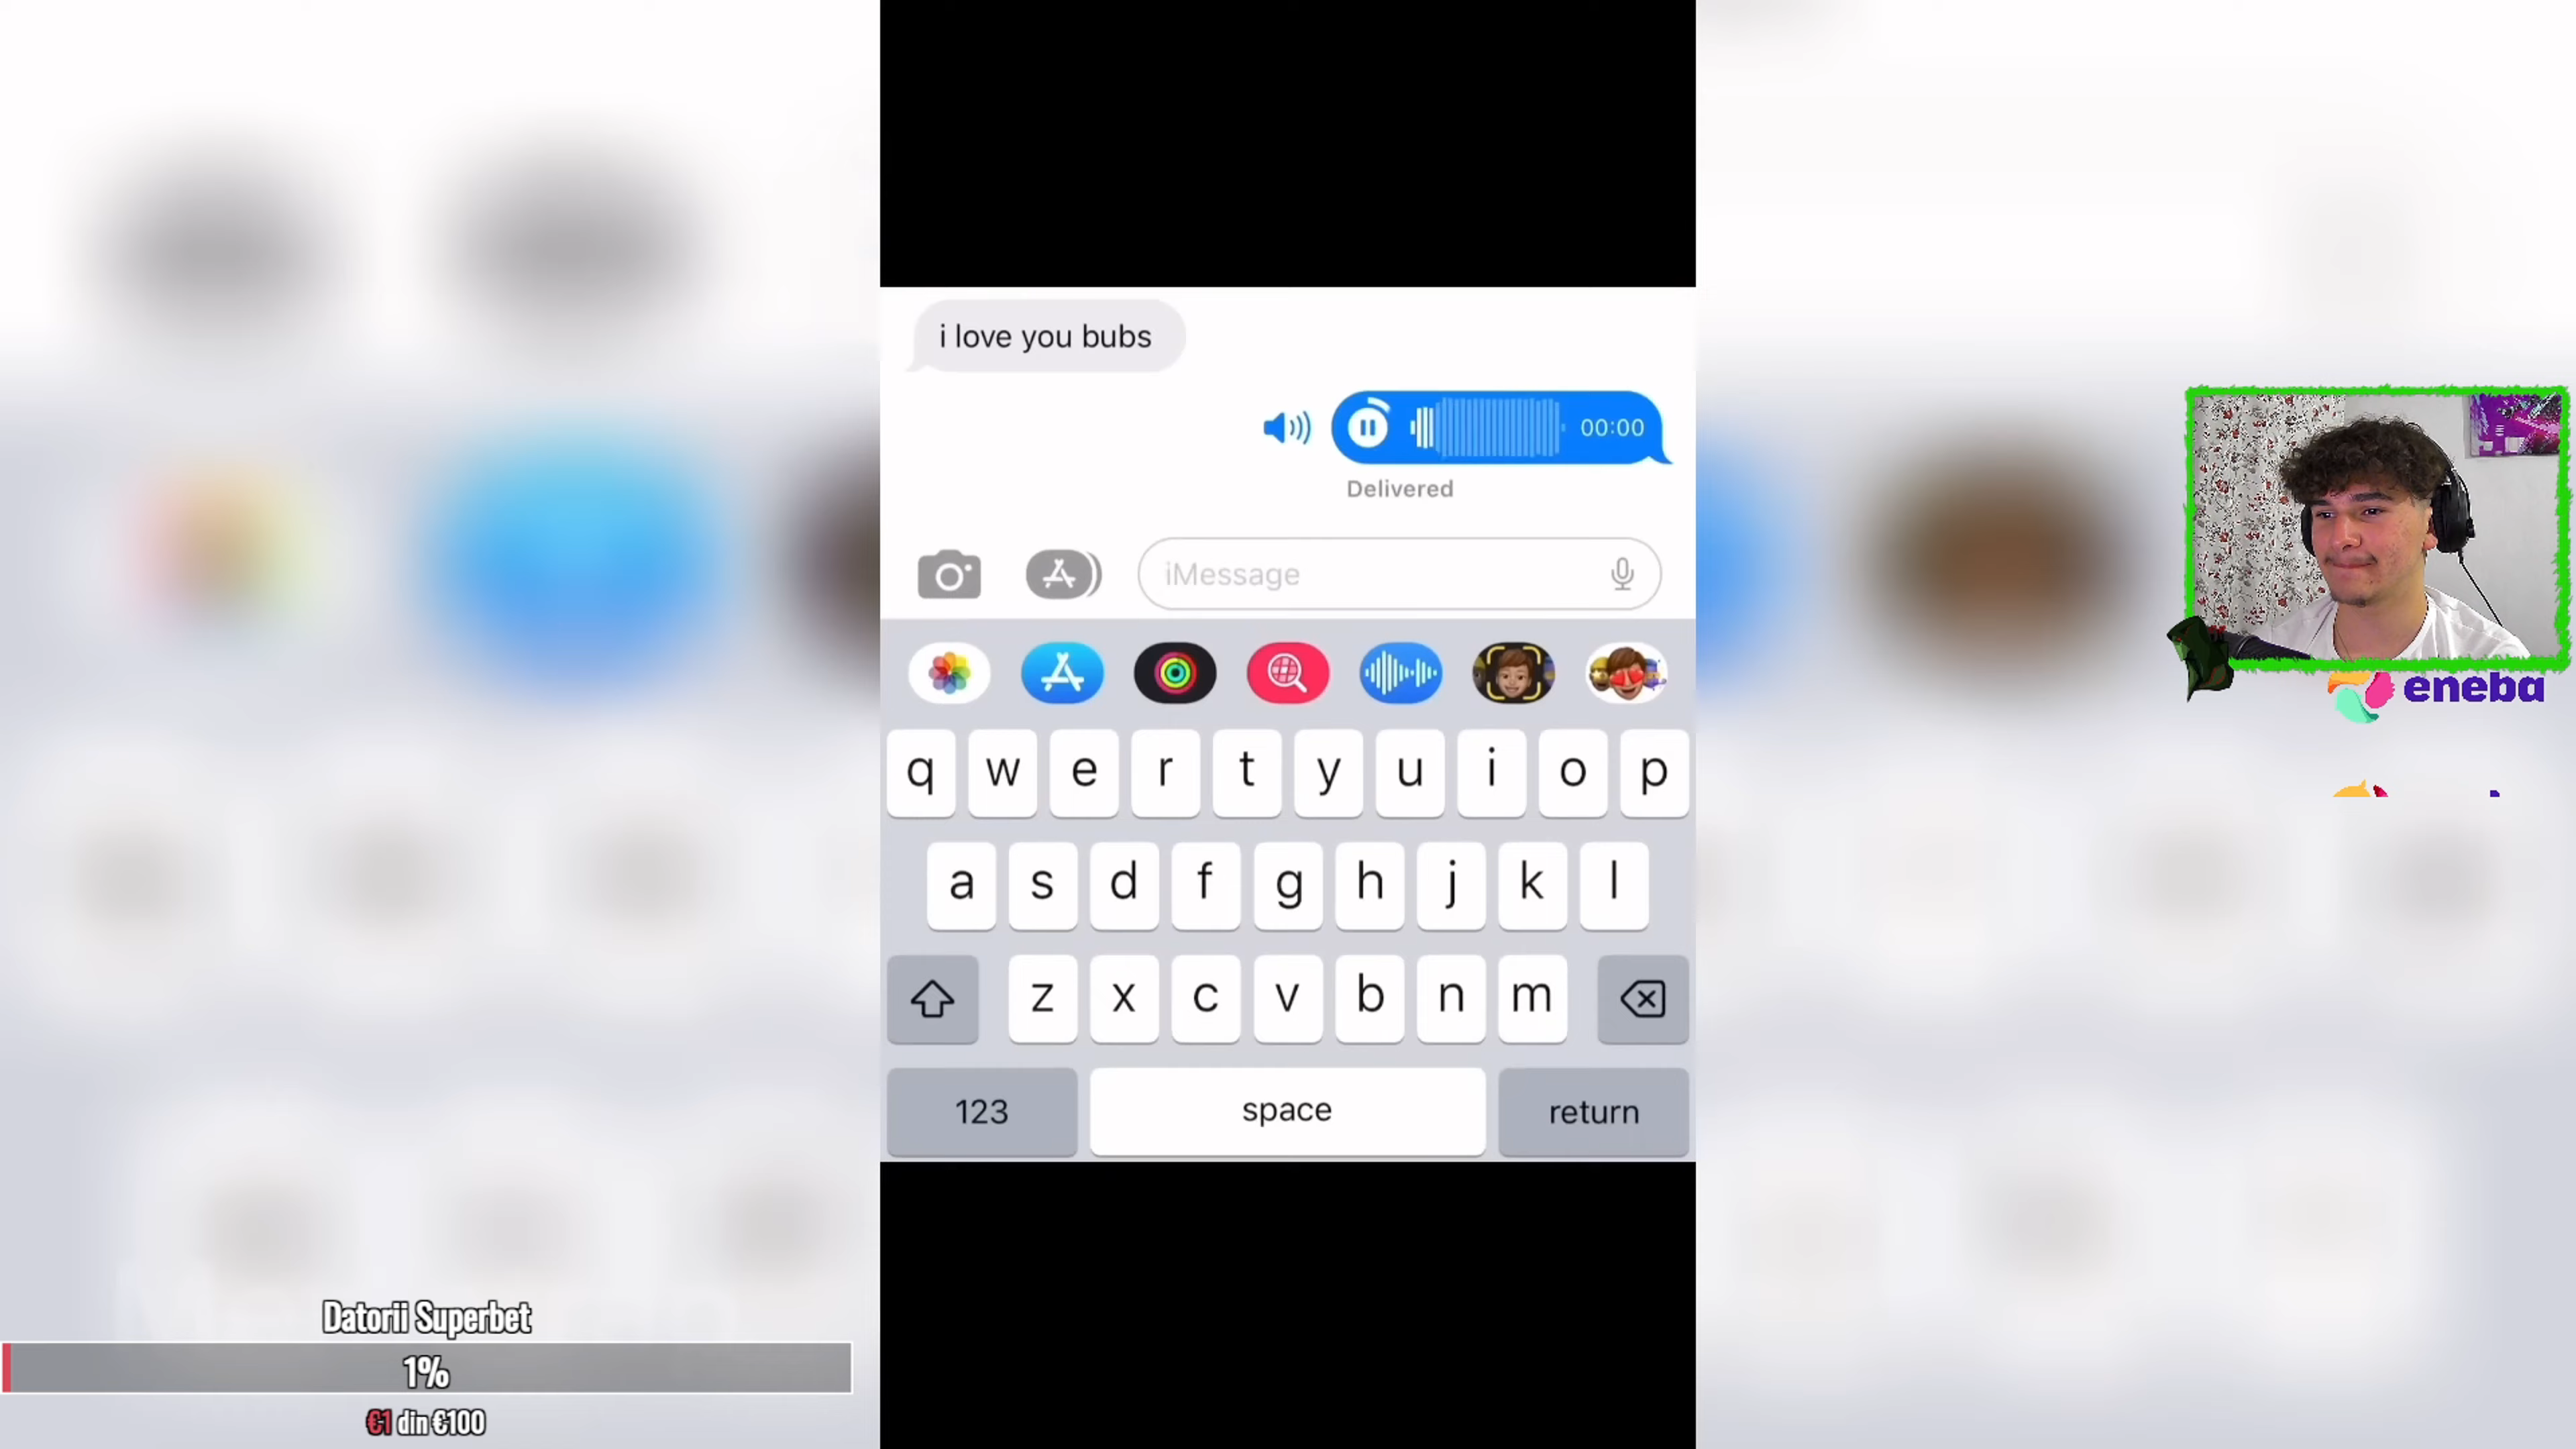 i love you bubs
00:00
Delivered
iMessage
q w e r t y u i o p
a s d f g h j k l
z x c v b n m
123 space return
eneba
Datorii Superbet
1%
€1 din €100